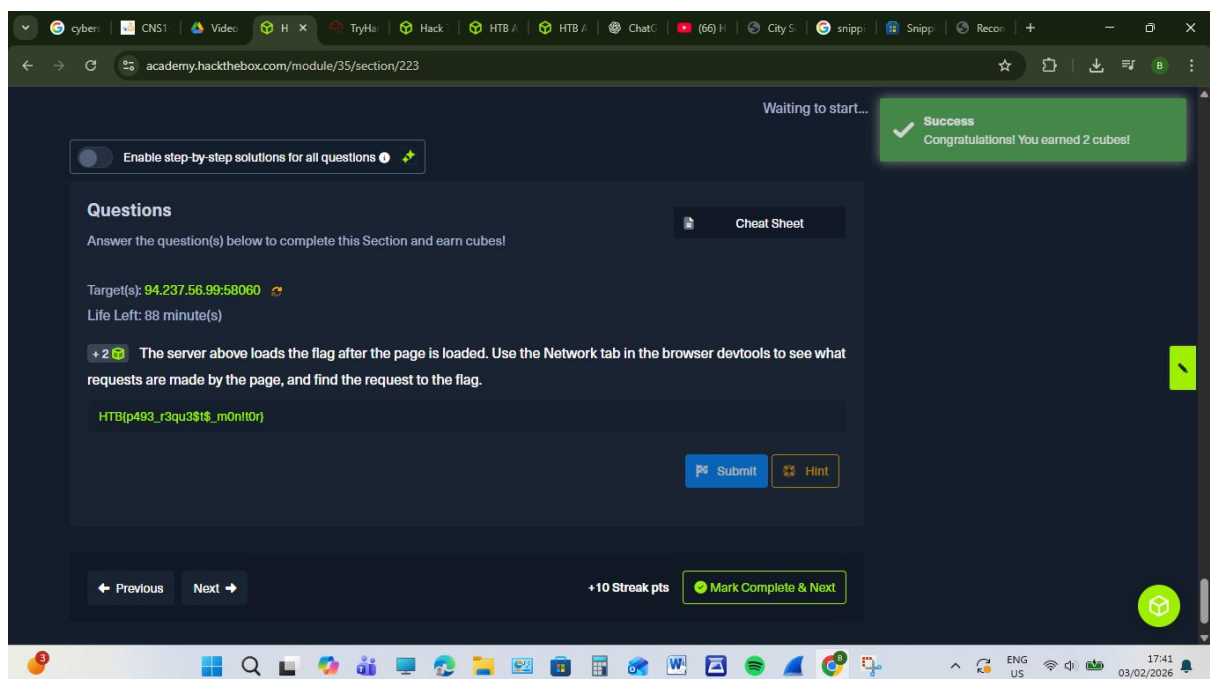 cybers
CNS1-
Video
H
TryHa
Hack
HTB A
HTB A
ChatG
(66) H
City S
snippi
Snipp
Recon
academy.hackthebox.com/module/35/section/223
Waiting to start...
Success
Congratulations! You earned 2 cubes!
Enable step-by-step solutions for all questions
Questions
Cheat Sheet
Answer the question(s) below to complete this Section and earn cubes!
Target(s): 94.237.56.99:58060
Life Left: 88 minute(s)
+ 2 The server above loads the flag after the page is loaded. Use the Network tab in the browser devtools to see what
requests are made by the page, and find the request to the flag.
HTB{p493_r3qu3$t$_m0n!t0r}
Submit
Hint
Previous
Next
+10 Streak pts
Mark Complete & Next
3
ENG
US
17:41
03/02/2026